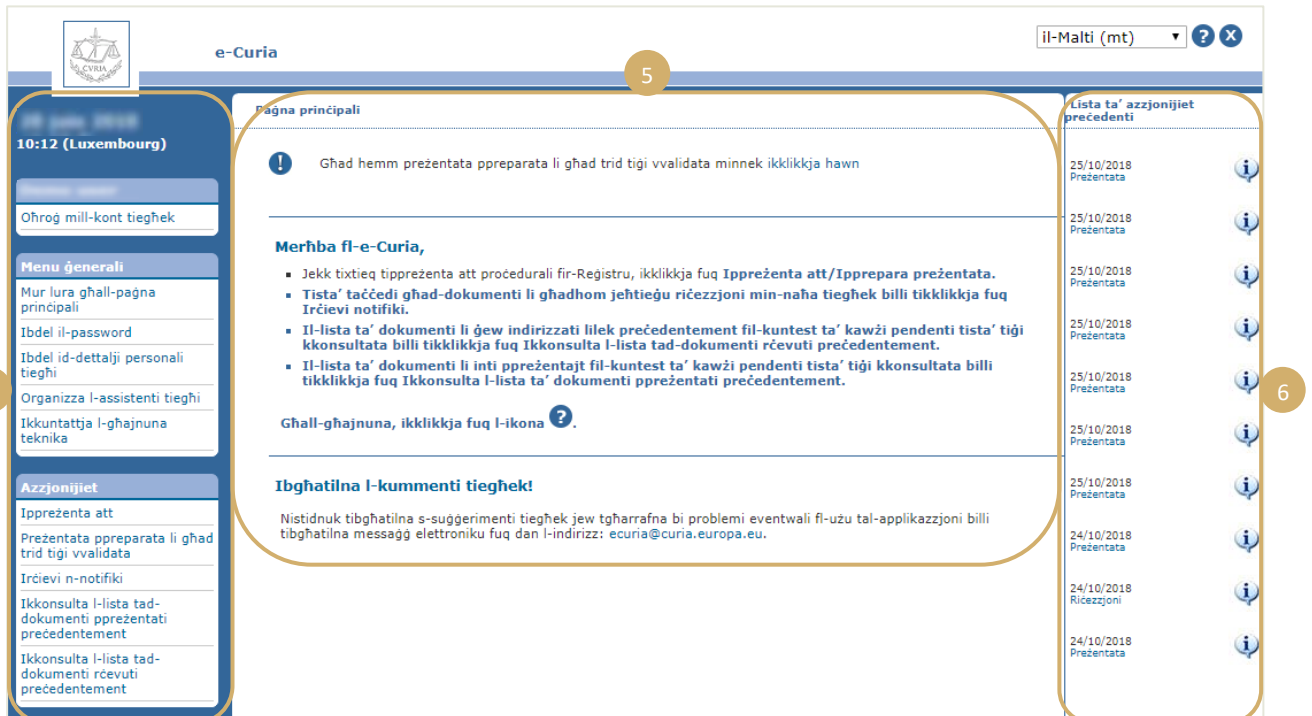 CVRIA
e-Curia
il-Malti (mt)
?
X
5
10:12 (Luxembourg)
Oħroġ mill-kont tiegħek
Menu ġenerali
Mur lura għall-paġna
prinċipali
Ibdel il-password
Ibdel id-dettalji personali
tiegħi
Organizza l-assistenti tiegħi
Ikkuntattja l-għajnuna
teknika
Azzjonijiet
Ippreżenta att
Preżentata ppreparata li għad
trid tiġi vvalidata
Irċievi n-notifiki
Ikkonsulta l-lista tad-
dokumenti ppreżentati
preċedentement
Ikkonsulta l-lista tad-
dokumenti rċevuti
preċedentement
Paġna prinċipali
! Għad hemm preżentata ppreparata li għad trid tiġi vvalidata minnek ikklikkja hawn
Merħba fl-e-Curia,
▪ Jekk tixtieq tippreżenta att proċedurali fir-Reġistru, ikklikkja fuq Ippreżenta att/Ipprepara preżentata.
▪ Tista' taċċedi għad-dokumenti li għadhom jeħtieġu riċezzjoni min-naħa tiegħek billi tikklikkja fuq
Irċievi notifiki.
▪ Il-lista ta' dokumenti li ġew indirizzati lilek preċedentement fil-kuntest ta' kawżi pendenti tista' tiġi
kkonsultata billi tikklikkja fuq Ikkonsulta l-lista tad-dokumenti rċevuti preċedentement.
▪ Il-lista ta' dokumenti li inti ppreżentajt fil-kuntest ta' kawżi pendenti tista' tiġi kkonsultata billi
tikklikkja fuq Ikkonsulta l-lista ta' dokumenti ppreżentati preċedentement.
Għall-għajnuna, ikklikkja fuq l-ikona ?.
Ibgħatilna l-kummenti tiegħek!
Nistidnuk tibgħatilna s-suġġerimenti tiegħek jew tgħarrafna bi problemi eventwali fl-użu tal-applikazzjoni billi
tibgħatilna messaġġ elettroniku fuq dan l-indirizz: ecuria@curia.europa.eu.
Lista ta' azzjonijiet
preċedenti
25/10/2018
Preżentata
25/10/2018
Preżentata
25/10/2018
Preżentata
25/10/2018
Preżentata
25/10/2018
Preżentata
25/10/2018
Preżentata
25/10/2018
Preżentata
24/10/2018
Preżentata
24/10/2018
Riċezzjoni
24/10/2018
Preżentata
6